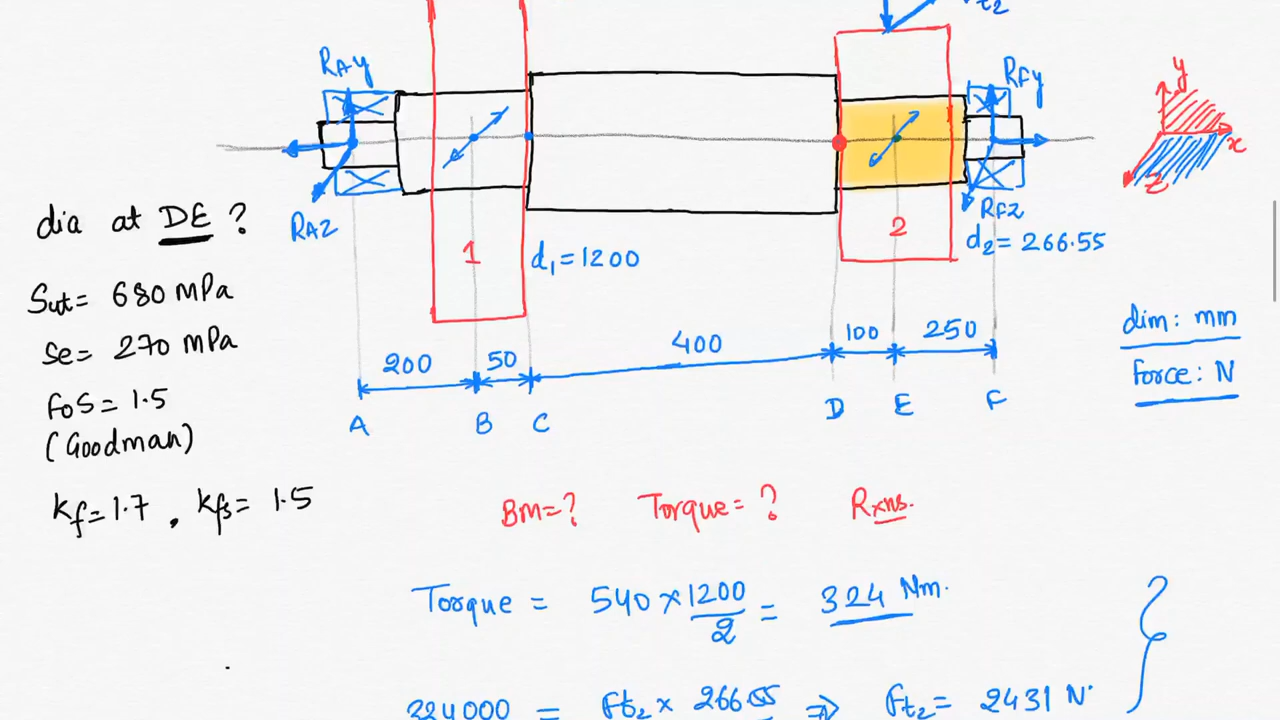 t2
RAy
RFy
y
x
z
RAz
RFz
dia at DE ?
1
2
d1 = 1200
d2 = 266.55
Sut = 680 MPa
Se = 270 MPa
FOS = 1.5
(Goodman)
kf = 1.7 , kfs = 1.5
200
50
400
100
250
dim: mm
Force: N
A B C D E F
BM = ? Torque = ? Rxns.
Torque = 540 × 1200/2 = 324 Nm.
324000 = Ft2 × 266.55 ⇒ Ft2 = 2431 N